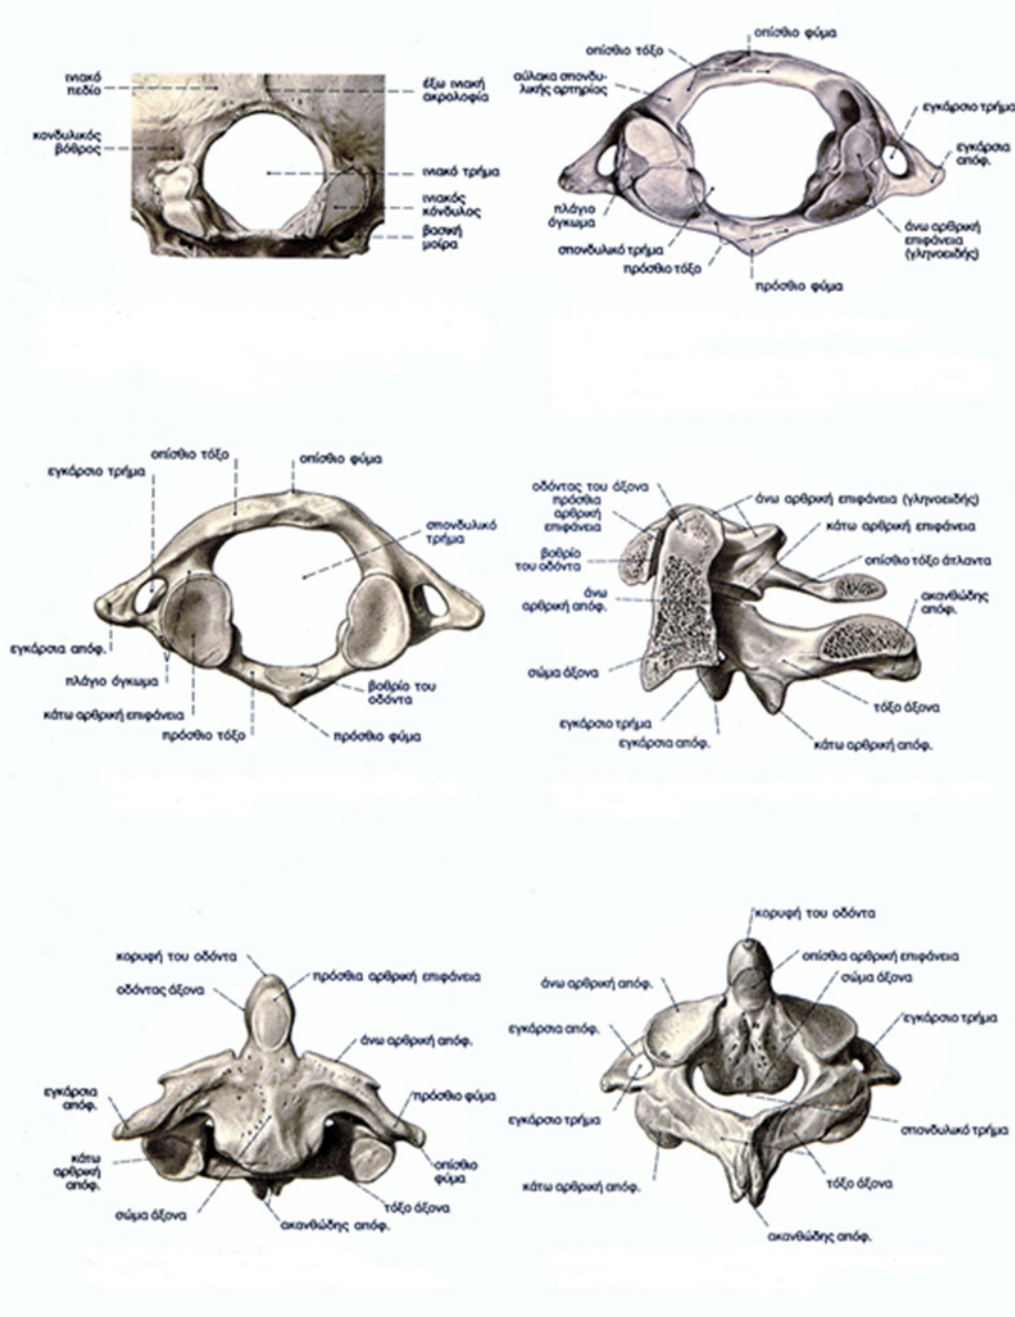 ινιακό
πεδίο
έξω ινιακή
ακρολοφία
κονδυλικός
βόθρος
ινιακό τρήμα
ινιακός
κόνδυλος
βασική
μοίρα
οπίσθιο φύμα
οπίσθιο τόξο
αύλακα σπονδυ-
λικής αρτηρίας
εγκάρσιο τρήμα
εγκάρσια
απόφ.
πλάγιο
όγκωμα
άνω αρθρική
επιφάνεια
(γληνοειδής)
σπονδυλικό τρήμα
πρόσθιο τόξο
πρόσθιο φύμα
οπίσθιο τόξο
οπίσθιο φύμα
εγκάρσιο τρήμα
σπονδυλικό
τρήμα
εγκάρσια απόφ.
πλάγιο όγκωμα
βοθρίο του
οδόντα
κάτω αρθρική επιφάνεια
πρόσθιο τόξο
πρόσθιο φύμα
οδόντας του άξονα
πρόσθια
αρθρική
επιφάνεια
άνω αρθρική επιφάνεια (γληνοειδής)
κάτω αρθρική επιφάνεια
βοθρίο
του οδόντα
οπίσθιο τόξο άτλαντα
άνω
αρθρική απόφ.
ακανθώδης
απόφ.
σώμα άξονα
τόξο άξονα
εγκάρσιο τρήμα
εγκάρσια απόφ.
κάτω αρθρική απόφ.
κορυφή του οδόντα
πρόσθια αρθρική επιφάνεια
οδόντας άξονα
άνω αρθρική απόφ.
εγκάρσια
απόφ.
πρόσθιο φύμα
κάτω
αρθρική
απόφ.
οπίσθιο
φύμα
σώμα άξονα
τόξο άξονα
ακανθώδης απόφ.
κορυφή του οδόντα
οπίσθια αρθρική επιφάνεια
σώμα άξονα
άνω αρθρική απόφ.
εγκάρσια απόφ.
εγκάρσιο τρήμα
εγκάρσιο τρήμα
σπονδυλικό τρήμα
κάτω αρθρική απόφ.
τόξο άξονα
ακανθώδης απόφ.